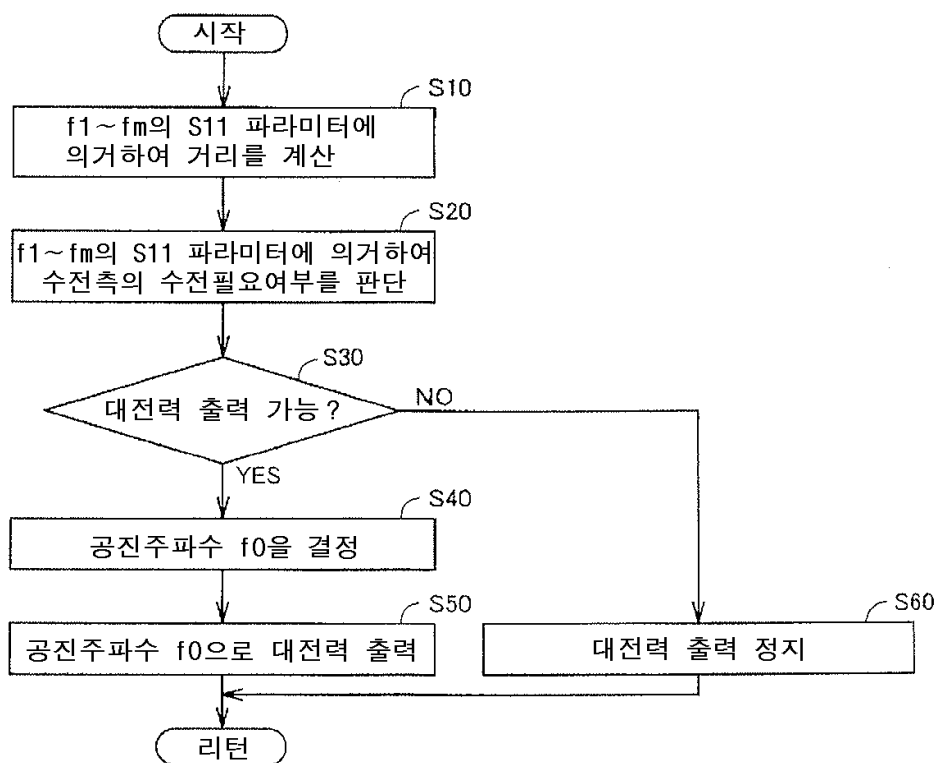 시작
S10
f1~fm의 S11 파라미터에
의거하여 거리를 계산
S20
f1~fm의 S11 파라미터에 의거하여
수전측의 수전필요여부를 판단
S30
대전력 출력 가능?
NO
YES
S40
공진주파수 f0을 결정
S50
공진주파수 f0으로 대전력 출력
S60
대전력 출력 정지
리턴